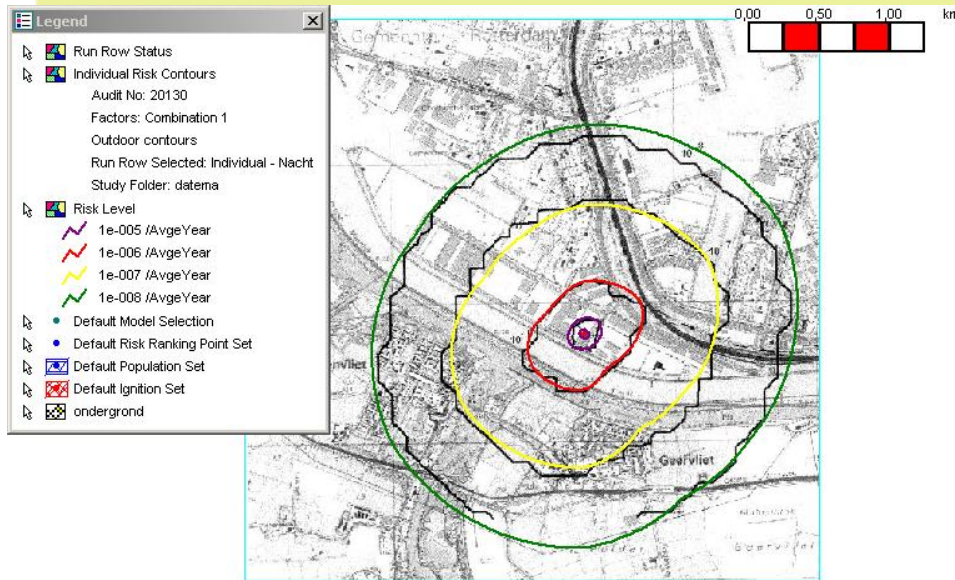 Legend
Run Row Status
Individual Risk Contours
Audit No: 20130
Factors: Combination 1
Outdoor contours
Run Row Selected: Individual - Nacht
Study Folder: datema
Risk Level
1e-005 /AvgeYear
1e-006 /AvgeYear
1e-007 /AvgeYear
1e-008 /AvgeYear
Default Model Selection
Default Risk Ranking Point Set
Default Population Set
Default Ignition Set
ondergrond
0,00 0,50 1,00 km
Rotterdam
10
10
10
Geervliet